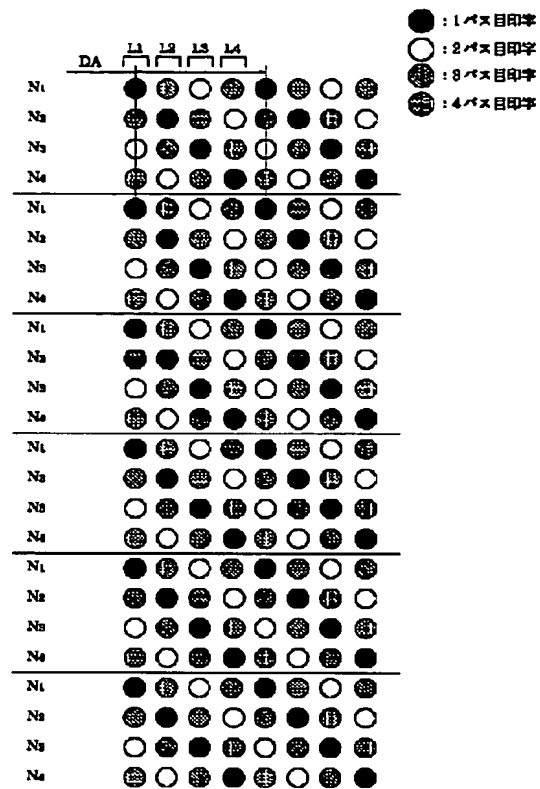 ● : 1パス目印字
○ : 2パス目印字
: 3パス目印字
: 4パス目印字
L1 L2 L3 L4
DA
N1
N2
N3
N4
N1
N2
N3
N4
N1
N2
N3
N4
N1
N2
N3
N4
N1
N2
N3
N4
N1
N2
N3
N4